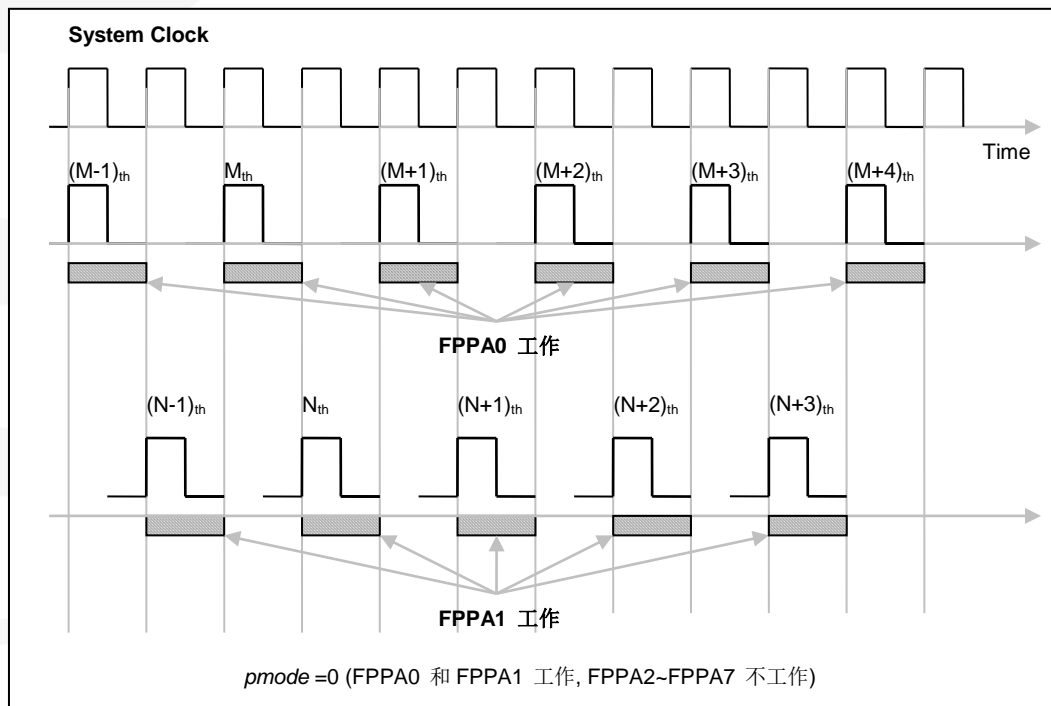 System Clock
Time
(M-1)th Mth (M+1)th (M+2)th (M+3)th (M+4)th
FPPA0 工作
(N-1)th Nth (N+1)th (N+2)th (N+3)th
FPPA1 工作
pmode =0 (FPPA0 和 FPPA1 工作, FPPA2~FPPA7 不工作)